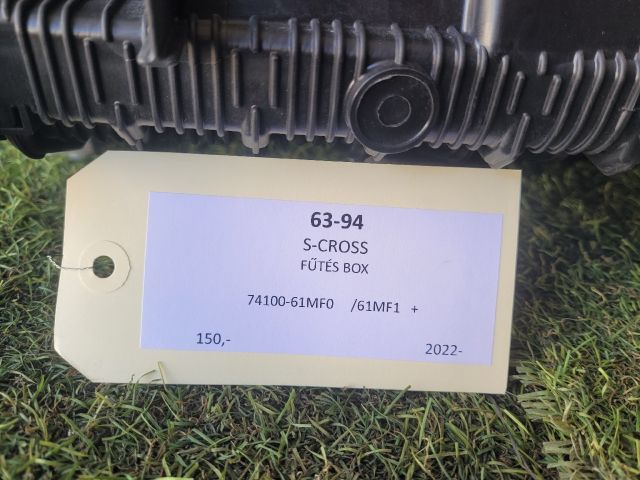 63-94
S-CROSS
FŰTÉS BOX
74100-61MF0 /61MF1 +
150,-
2022-